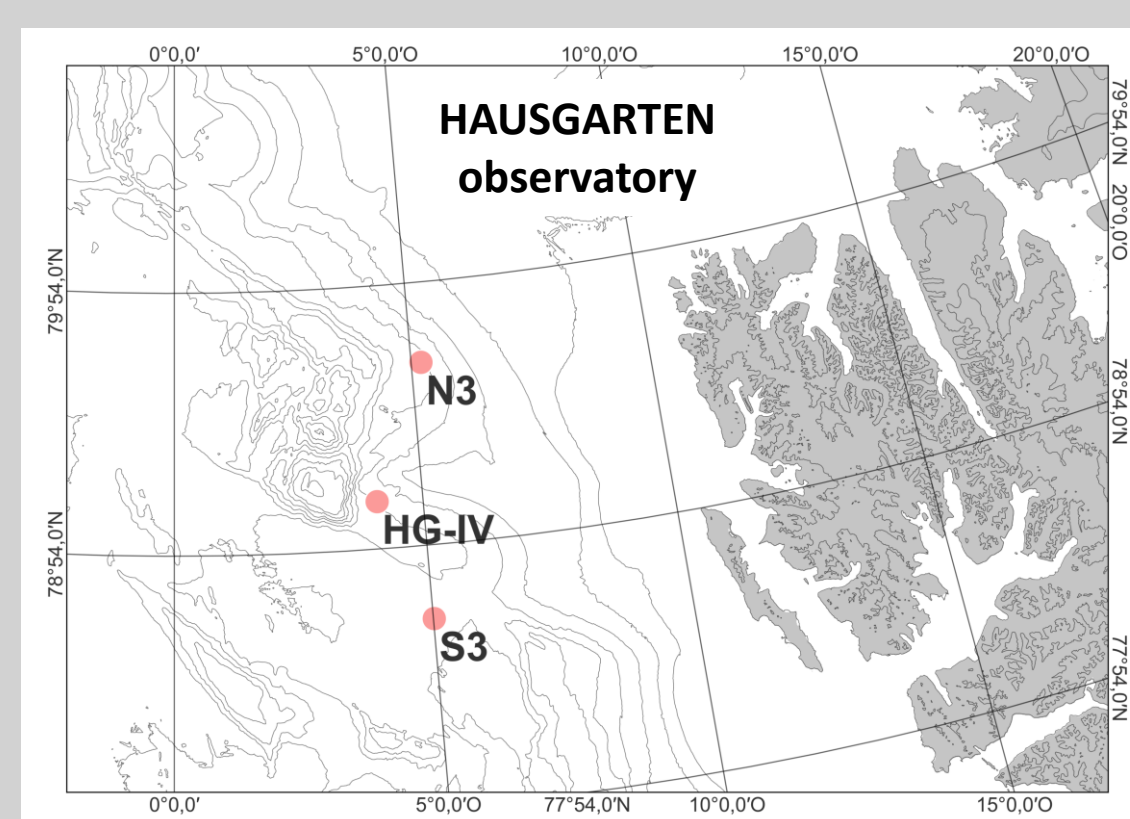 0°0,0′ 5°0,0′O 10°0,0′O 15°0,0′O 20°0,0′O
HAUSGARTEN
observatory
79°54,0′N
20°0,0′O
79°54,0′N
78°54,0′N
N3
HG-IV
78°54,0′N
S3
77°54,0′N
0°0,0′ 5°0,0′O 77°54,0′N 10°0,0′O 15°0,0′O